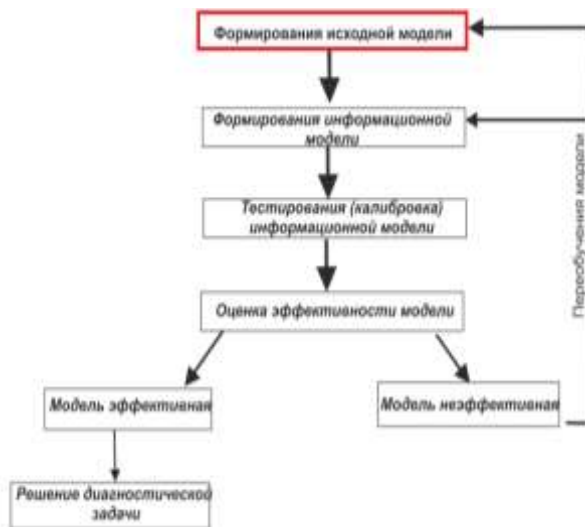 Формирования исходной модели
Формирования информационной
модели
Тестирования (калибровка)
информационной модели
Оценка эффективности модели
Модель эффективная
Модель неэффективная
Решение диагностической
задачи
Переобучения модели